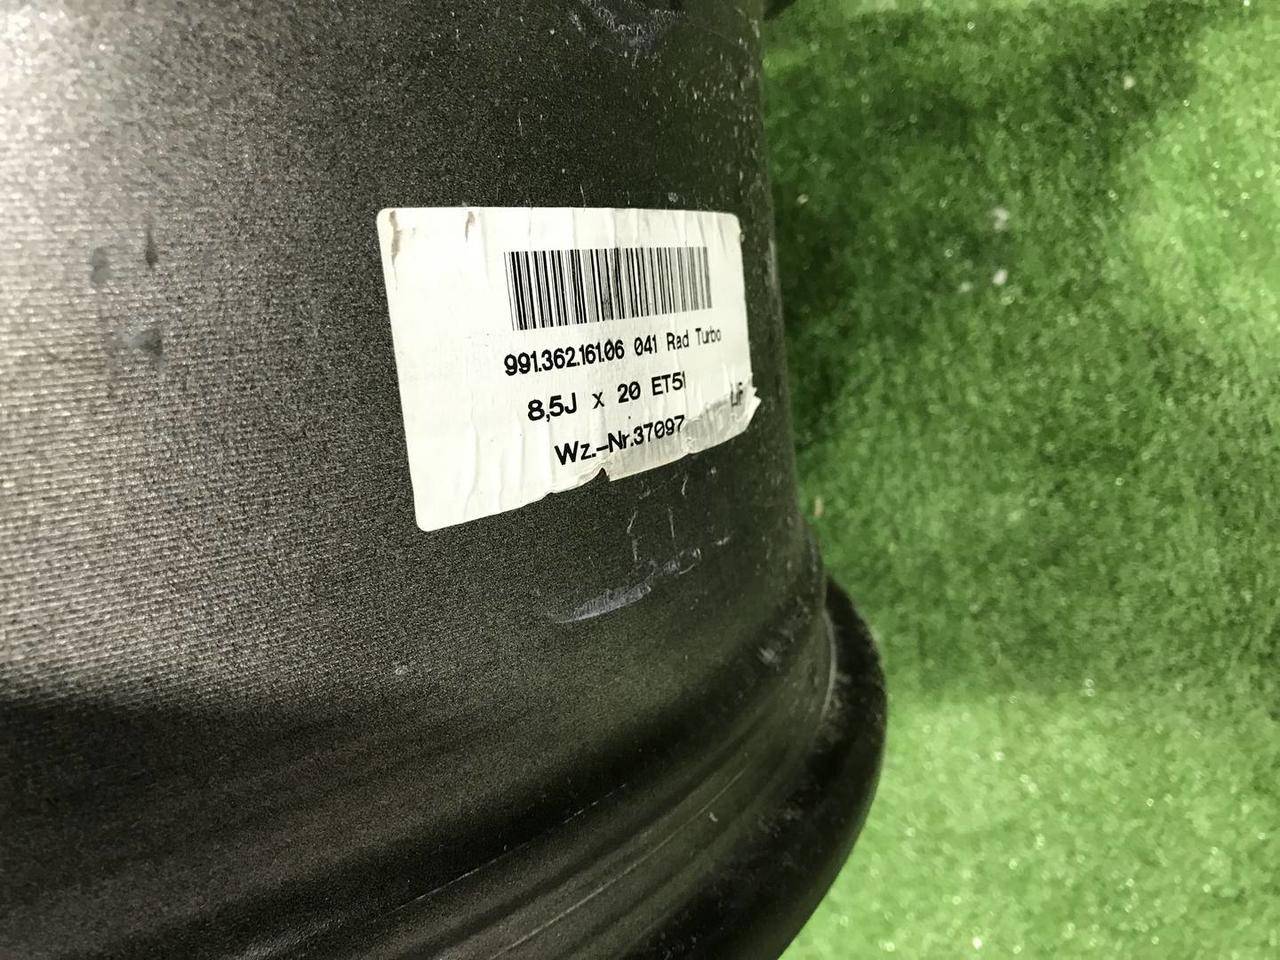 991.362.161.06 041 Rad Turbo
8,5J x 20 ET51
Wz.-Nr.37097